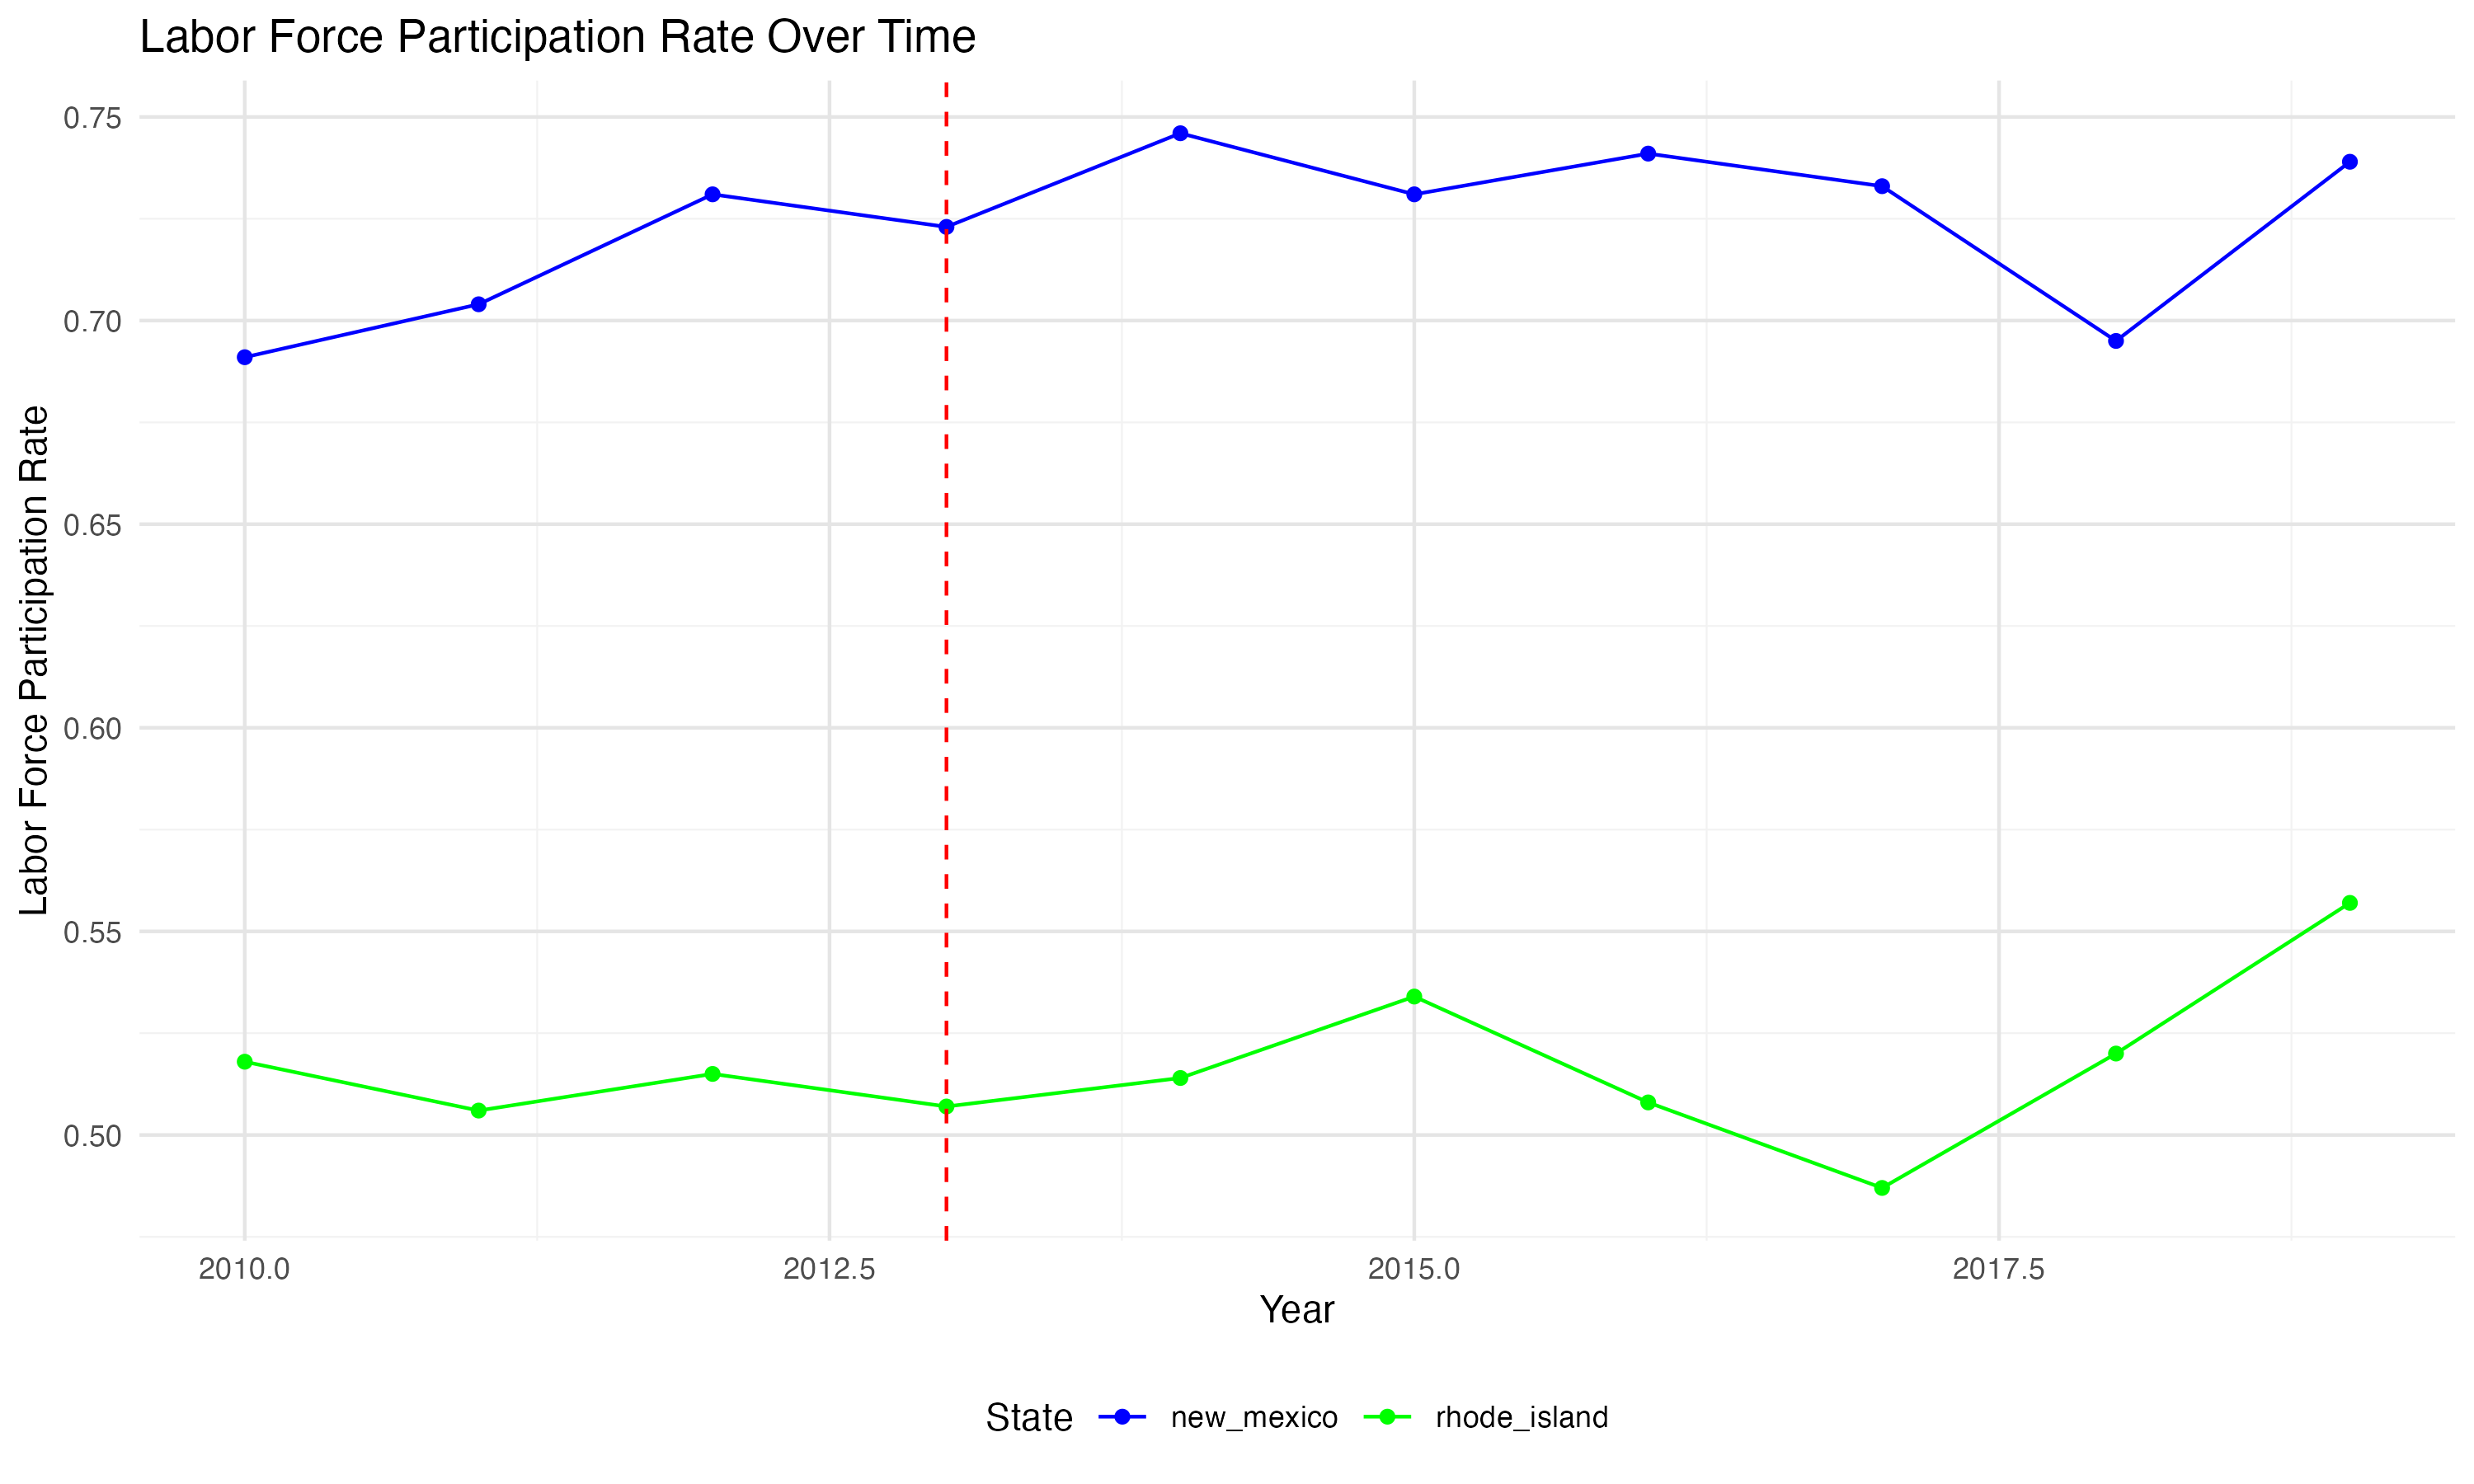 Labor Force Participation Rate Over Time
Labor Force Participation Rate
0.75
0.70
0.65
0.60
0.55
0.50
2010.0 2012.5 2015.0 2017.5
Year
State new_mexico rhode_island